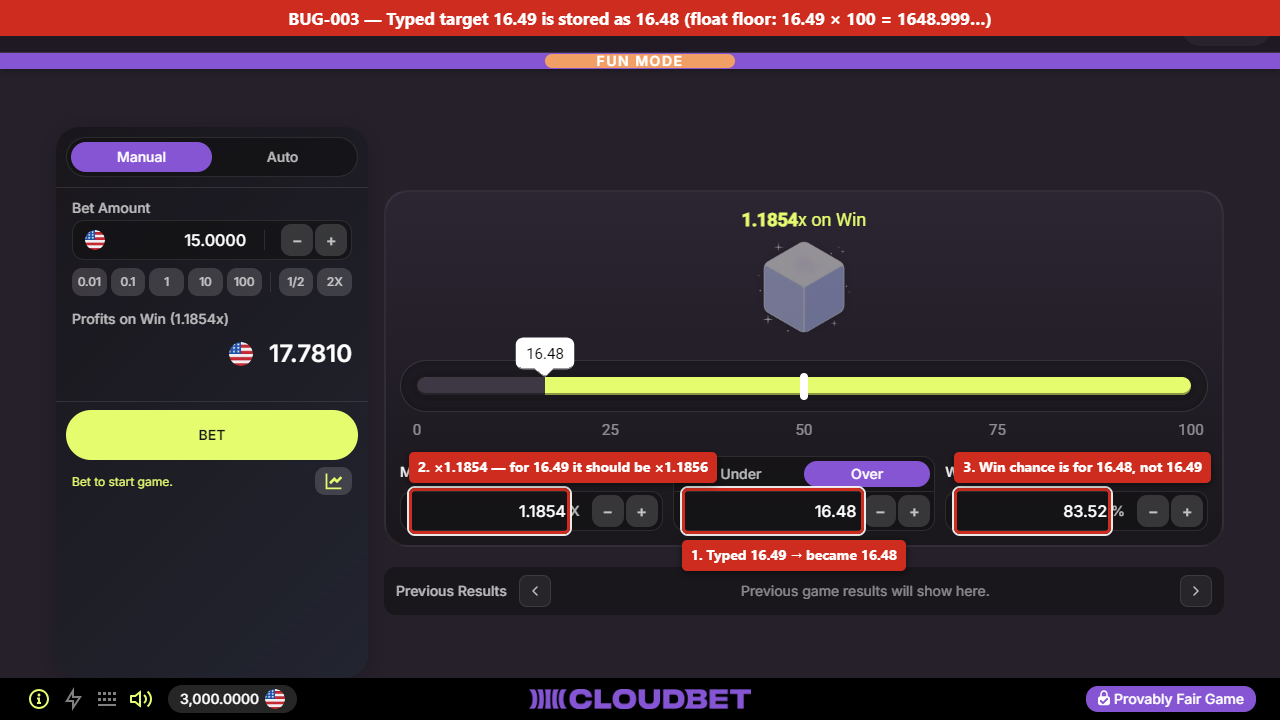 BUG-003 — Typed target 16.49 is stored as 16.48 (float floor: 16.49 × 100 = 1648.999…)
FUN MODE
Manual
Auto
Bet Amount
15.0000
−
+
0.01
0.1
1
10
100
1/2
2X
Profits on Win (1.1854x)
17.7810
BET
Bet to start game.
1.1854x on Win
16.48
0
25
50
75
100
M
2. ×1.1854 — for 16.49 it should be ×1.1856
Under
Over
W
3. Win chance is for 16.48, not 16.49
1.1854
X
−
+
16.48
−
+
83.52
%
−
+
1. Typed 16.49 → became 16.48
Previous Results
Previous game results will show here.
3,000.0000
CLOUDBET
Provably Fair Game